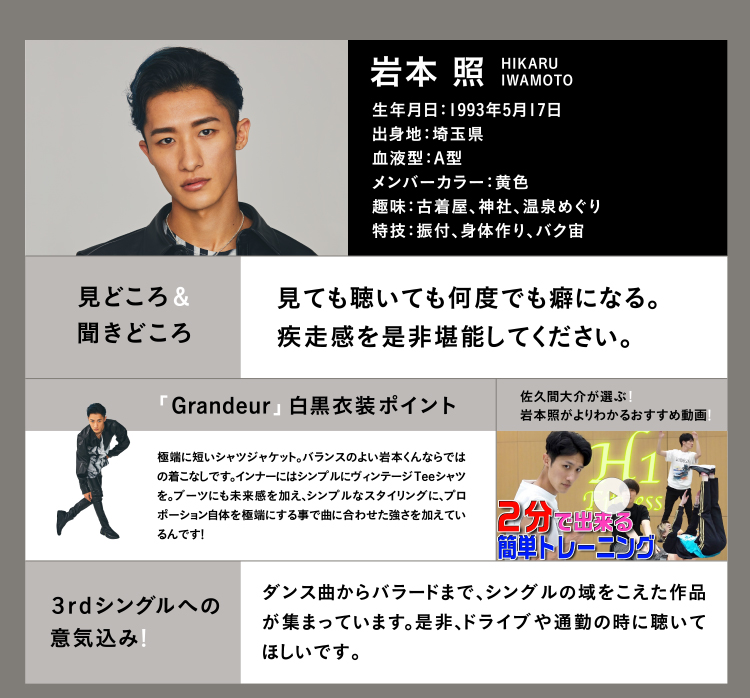 岩本 照 HIKARU IWAMOTO
生年月日：1993年5月17日
出身地：埼玉県
血液型：A型
メンバーカラー：黄色
趣味：古着屋、神社、温泉めぐり
特技：振付、身体作り、バク宙
見どころ&
聞きどころ
見ても聴いても何度でも癖になる。
疾走感を是非堪能してください。
「Grandeur」白黒衣装ポイント
極端に短いシャツジャケット。バランスのよい岩本くんならでは
の着こなしです。インナーにはシンプルにヴィンテージTeeシャツ
を。ブーツにも未来感を加え、シンプルなスタイリングに、プロ
ポーション自体を極端にする事で曲に合わせた強さを加えてい
るんです！
佐久間大介が選ぶ！
岩本照がよりわかるおすすめ動画！
H1
2分で出来る
簡単トレーニング
3rdシングルへの
意気込み！
ダンス曲からバラードまで、シングルの域をこえた作品
が集まっています。是非、ドライブや通勤の時に聴いて
ほしいです。